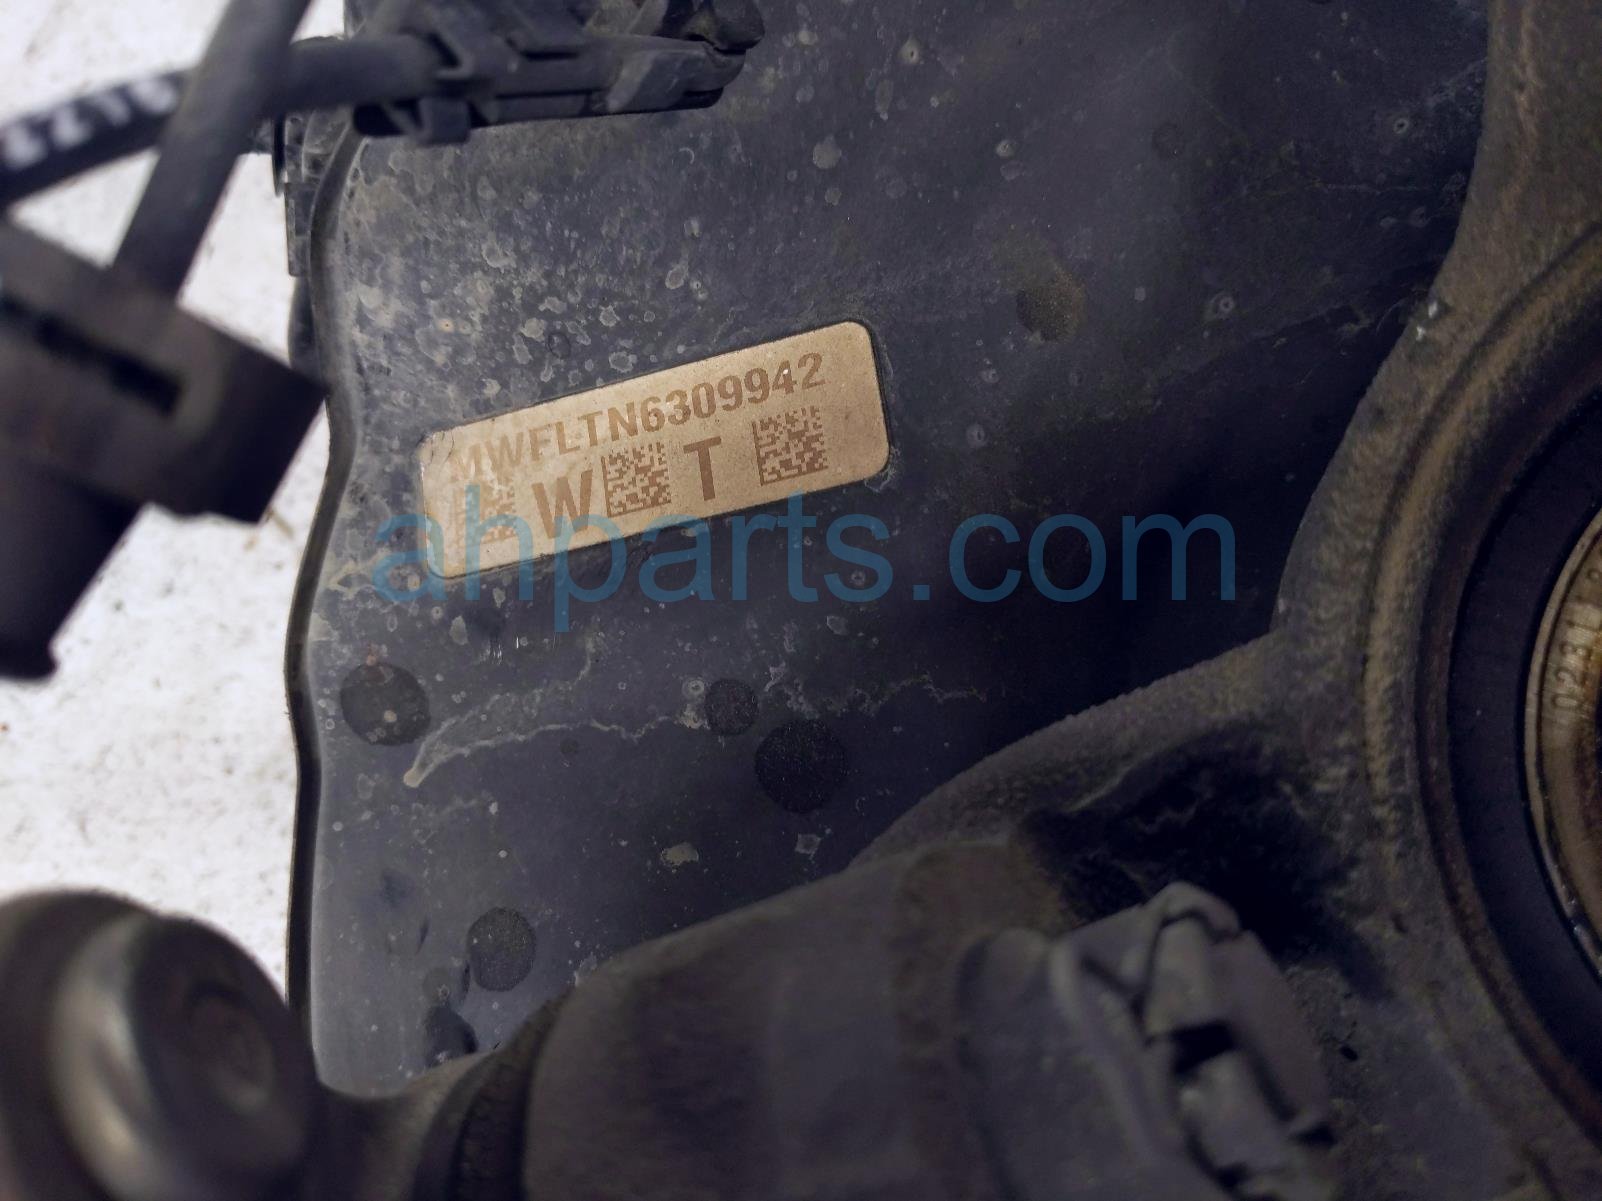 MWFLTN6309942
W T
ahparts.com